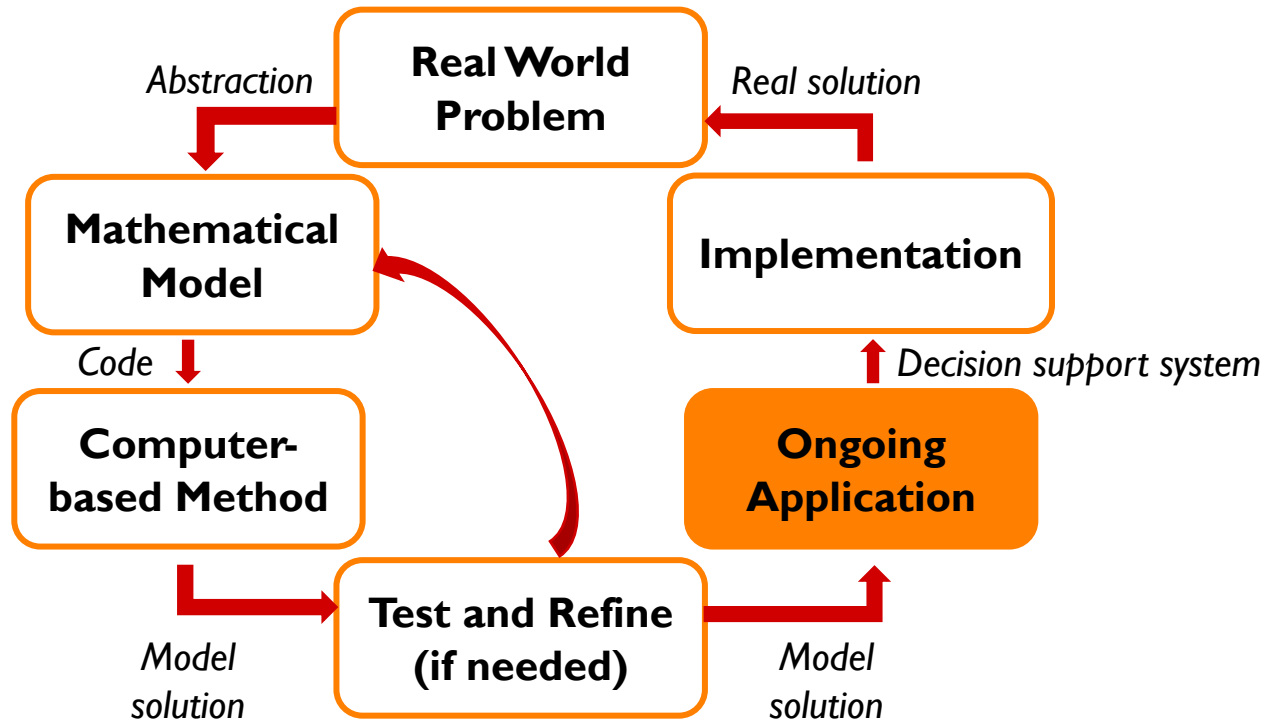 Real World
Problem
Abstraction
Real solution
Mathematical
Model
Implementation
Code
Decision support system
Computer-
based Method
Ongoing
Application
Test and Refine
(if needed)
Model
solution
Model
solution